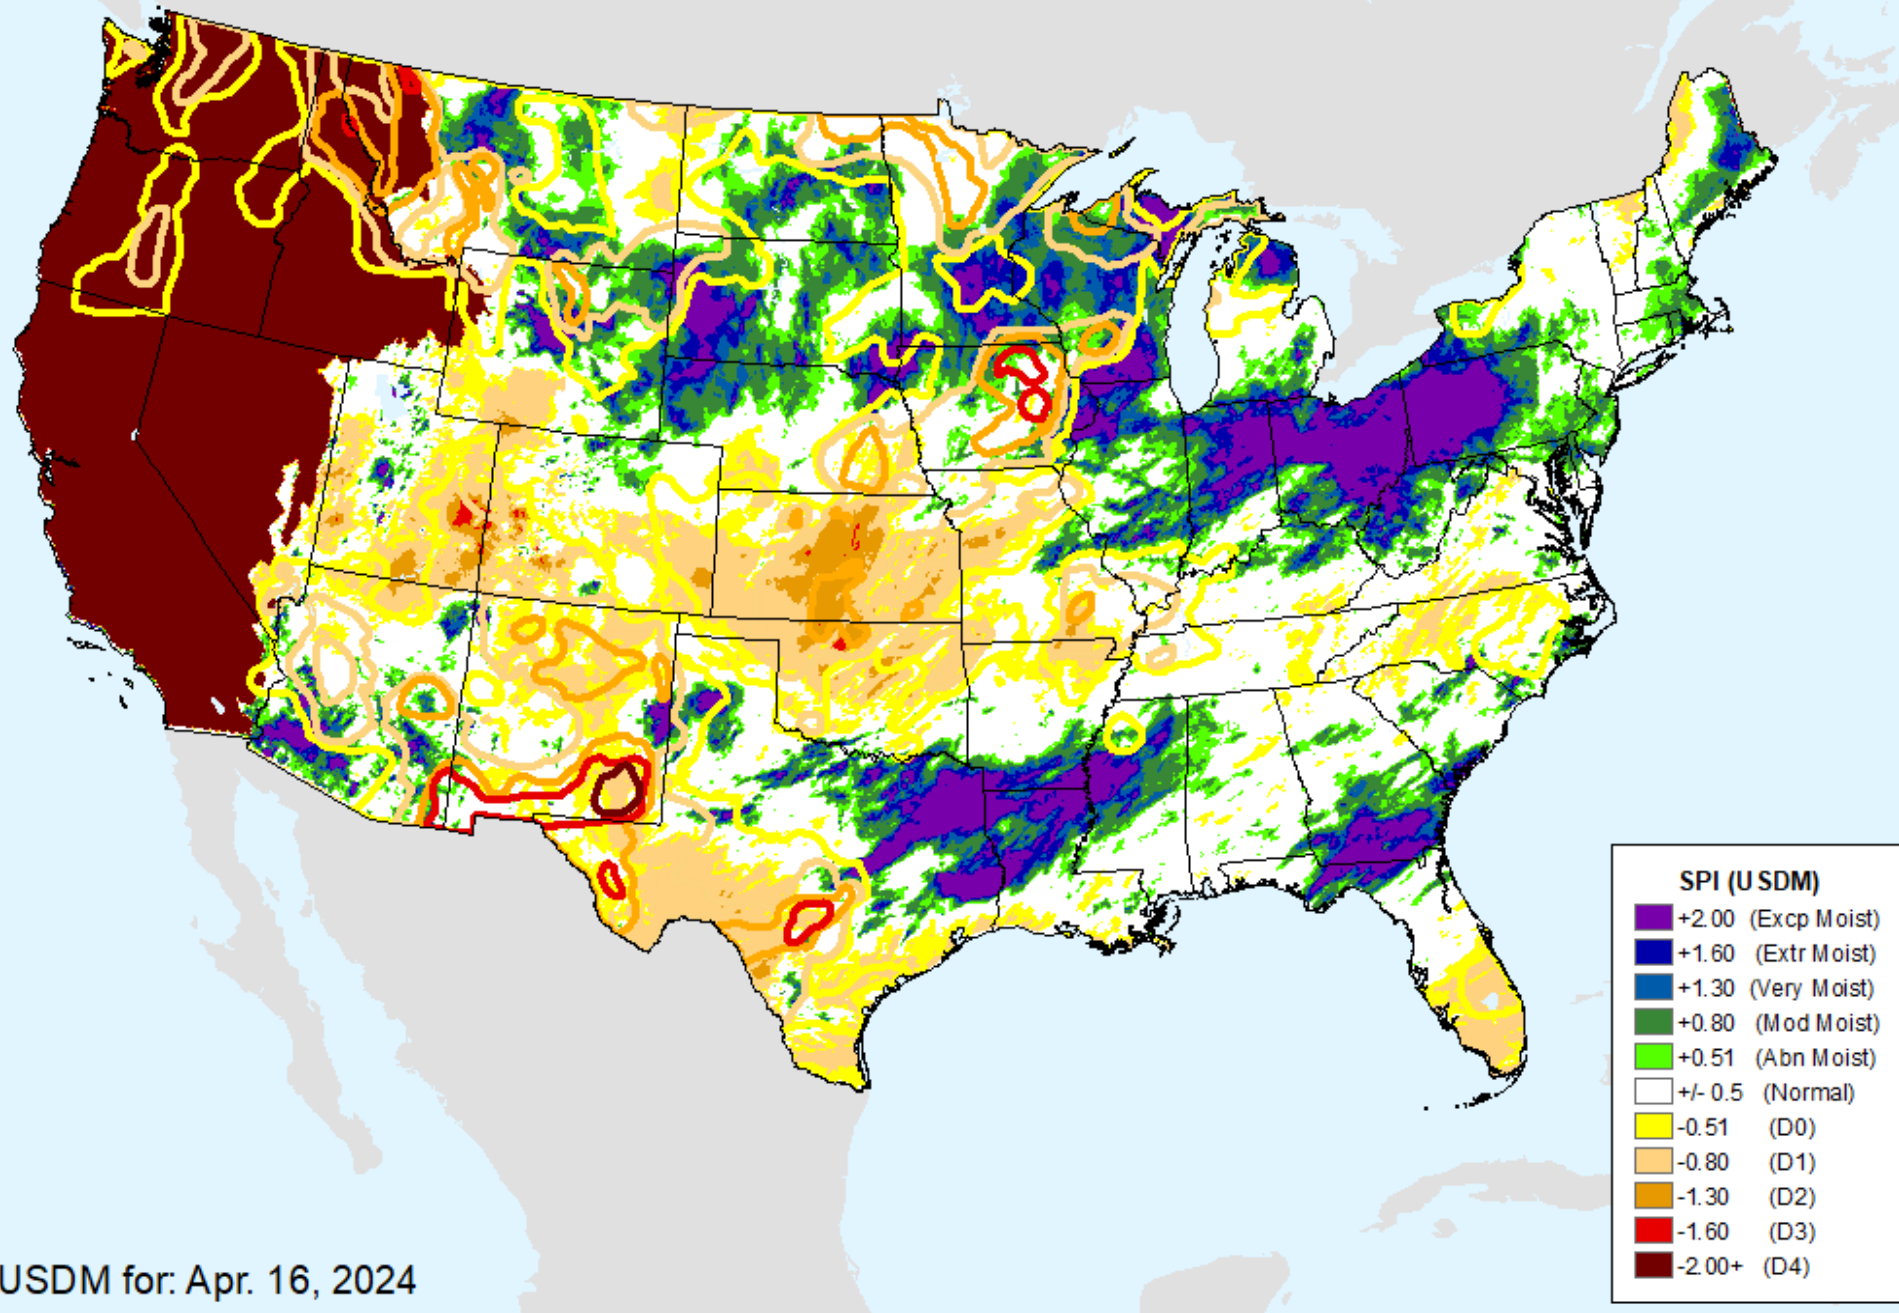 SPI (USDM)
+2.00 (Excp Moist)
+1.60 (Extr Moist)
+1.30 (Very Moist)
+0.80 (Mod Moist)
+0.51 (Abn Moist)
+/- 0.5 (Normal)
-0.51 (D0)
-0.80 (D1)
-1.30 (D2)
-1.60 (D3)
-2.00+ (D4)
USDM for: Apr. 16, 2024